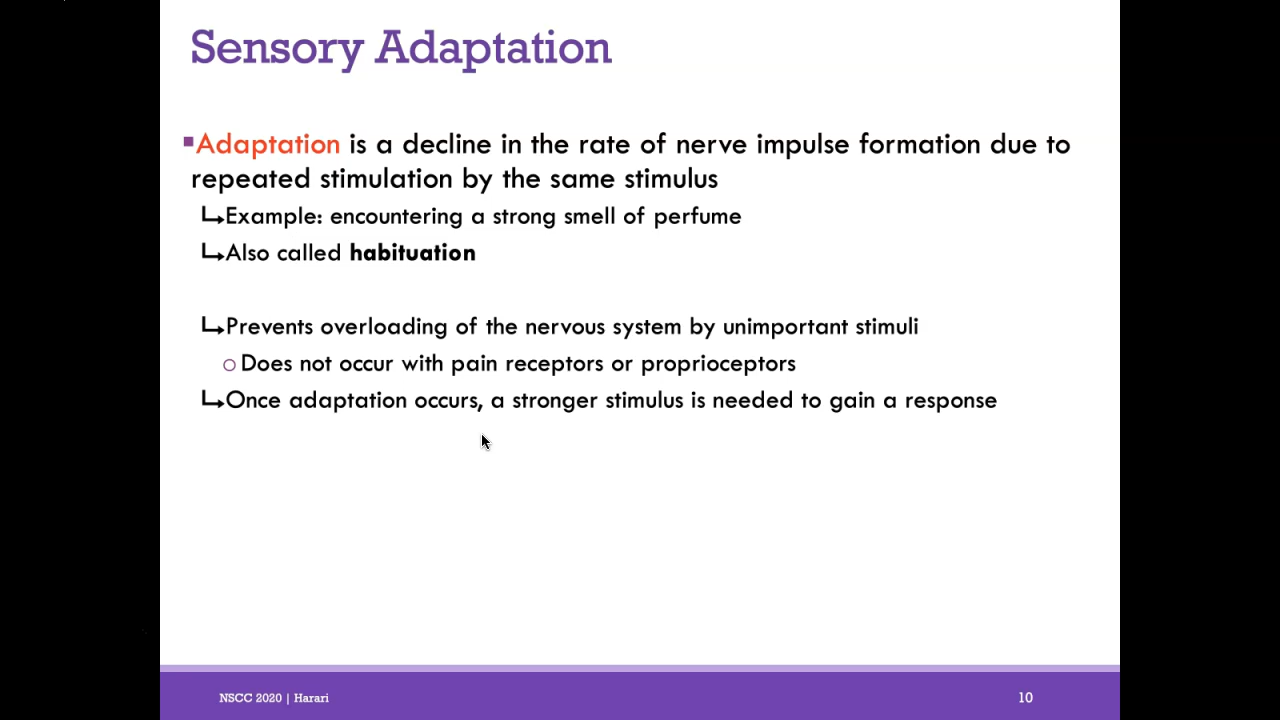 Sensory Adaptation
Adaptation is a decline in the rate of nerve impulse formation due to
repeated stimulation by the same stimulus
Example: encountering a strong smell of perfume
Also called habituation
Prevents overloading of the nervous system by unimportant stimuli
Does not occur with pain receptors or proprioceptors
Once adaptation occurs, a stronger stimulus is needed to gain a response
NSCC 2020 | Harari
10